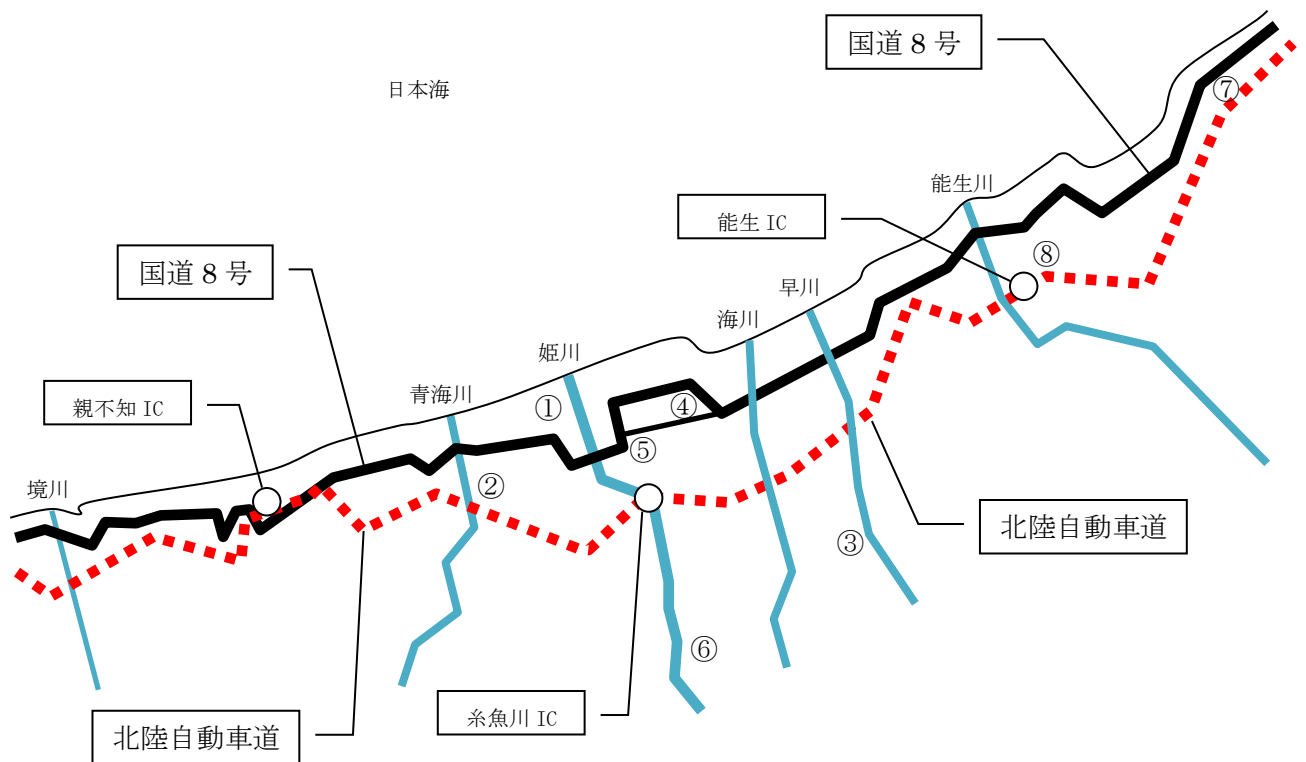 国道8号
⑦
日本海
能生川
能生 IC
⑧
国道8号
早川
海川
姫川
親不知 IC
青海川
①
④
⑤
境川
②
北陸自動車道
③
⑥
糸魚川 IC
北陸自動車道